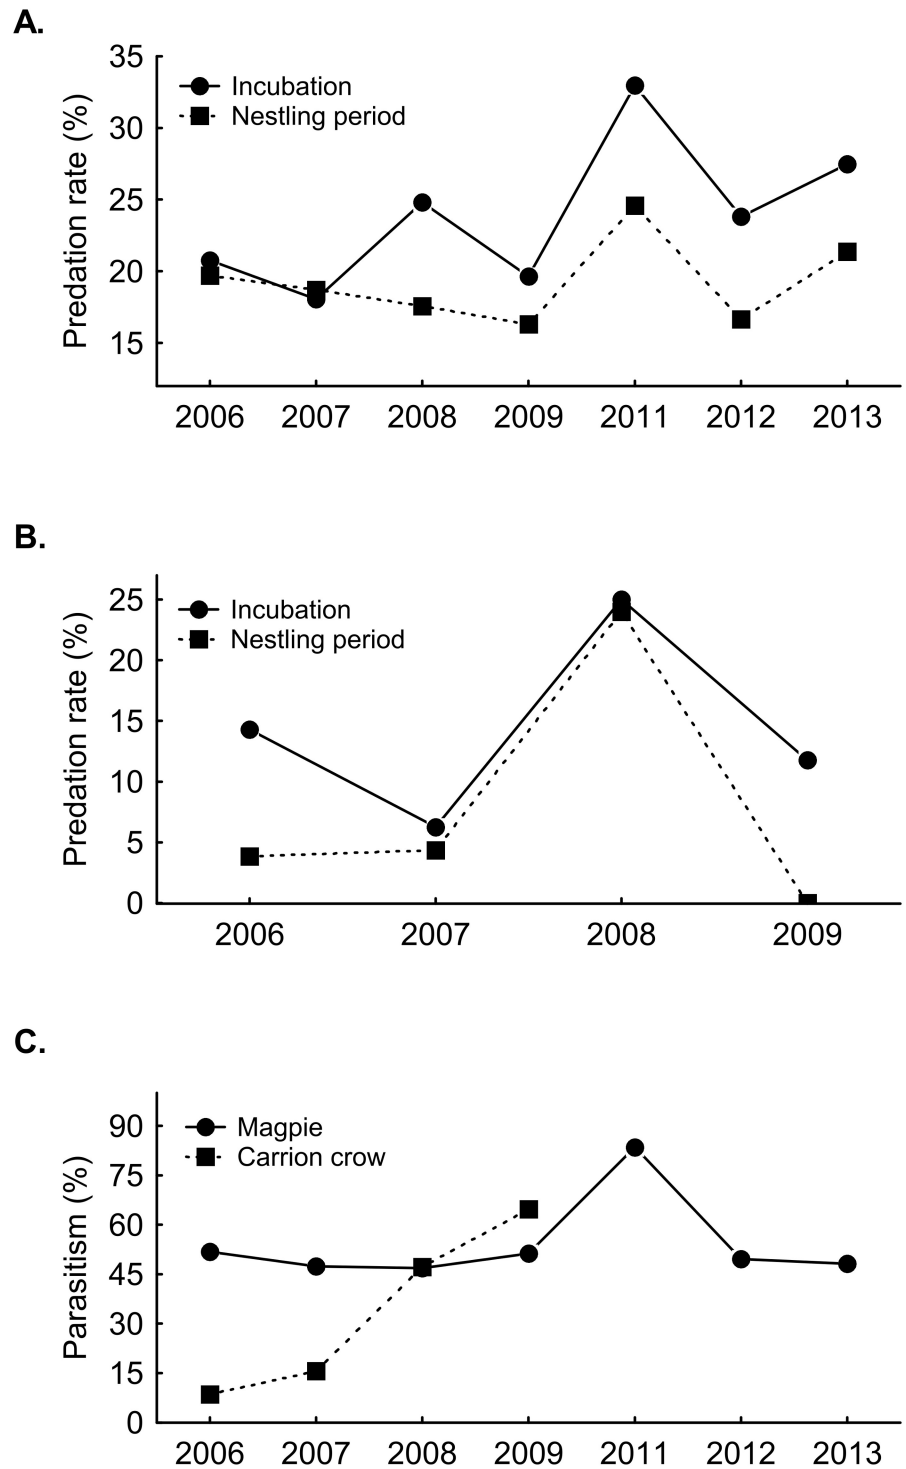 A.
35
30
25
20
15
Predation rate (%)
Incubation
Nestling period
2006 2007 2008 2009 2011 2012 2013
B.
25
20
15
10
5
0
Predation rate (%)
Incubation
Nestling period
2006 2007 2008 2009
C.
90
75
60
45
30
15
0
Parasitism (%)
Magpie
Carrion crow
2006 2007 2008 2009 2011 2012 2013